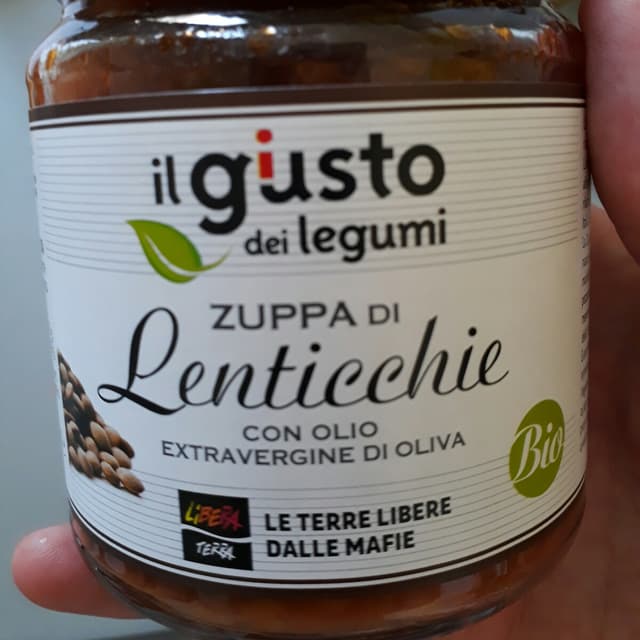 il giusto
dei legumi
ZUPPA DI
Lenticchie
CON OLIO
EXTRAVERGINE DI OLIVA
Bio
LIBERA
TERRA
LE TERRE LIBERE
DALLE MAFIE